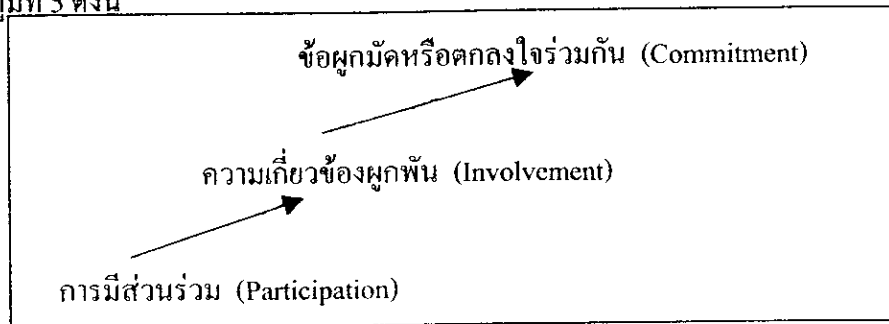 ข้อผูกมัดหรือตกลงใจร่วมกัน (Commitment)
ความเกี่ยวข้องผูกพัน (Involvement)
การมีส่วนร่วม (Participation)